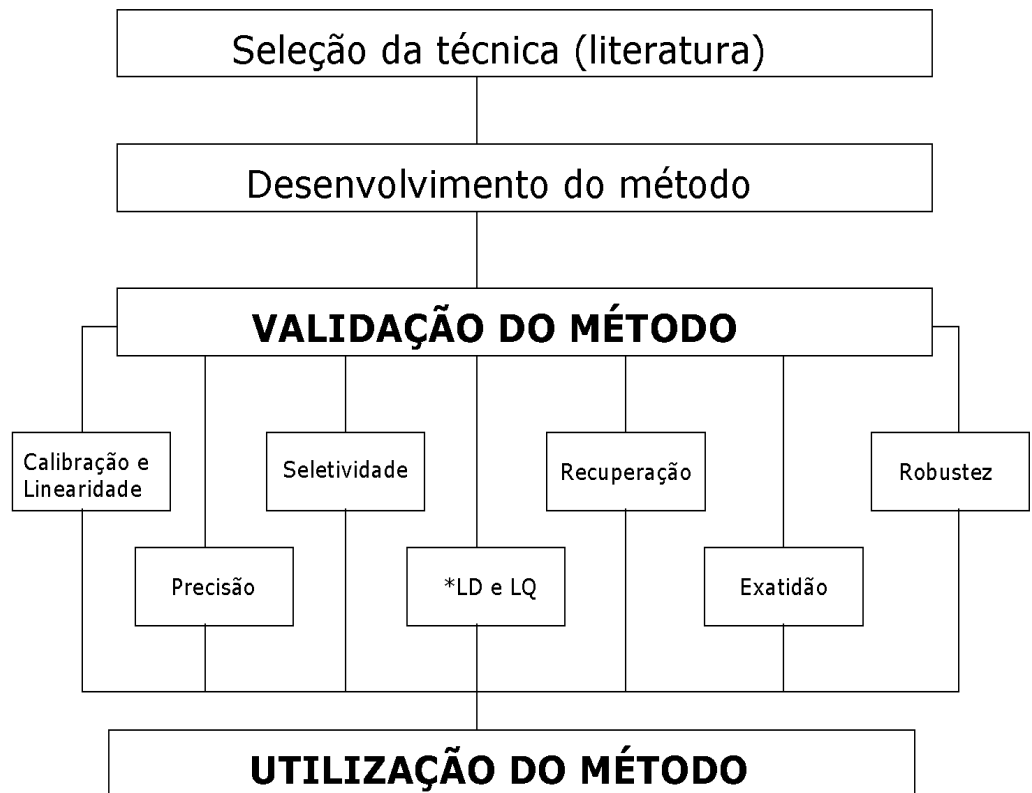 Seleção da técnica (literatura)
Desenvolvimento do método
VALIDAÇÃO DO MÉTODO
Calibração e
Linearidade
Seletividade
Recuperação
Robustez
Precisão
*LD e LQ
Exatidão
UTILIZAÇÃO DO MÉTODO